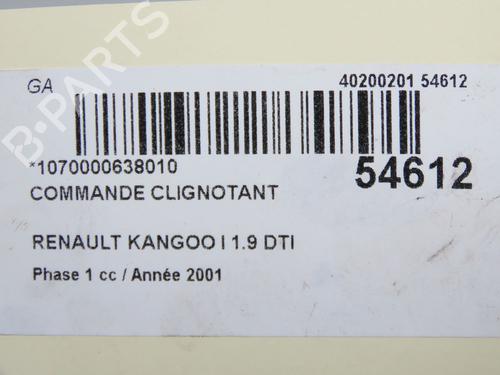 GA
40200201 54612
*1070000638010
54612
COMMANDE CLIGNOTANT
RENAULT KANGOO I 1.9 DTI
Phase 1 cc / Année 2001
B-PARTS